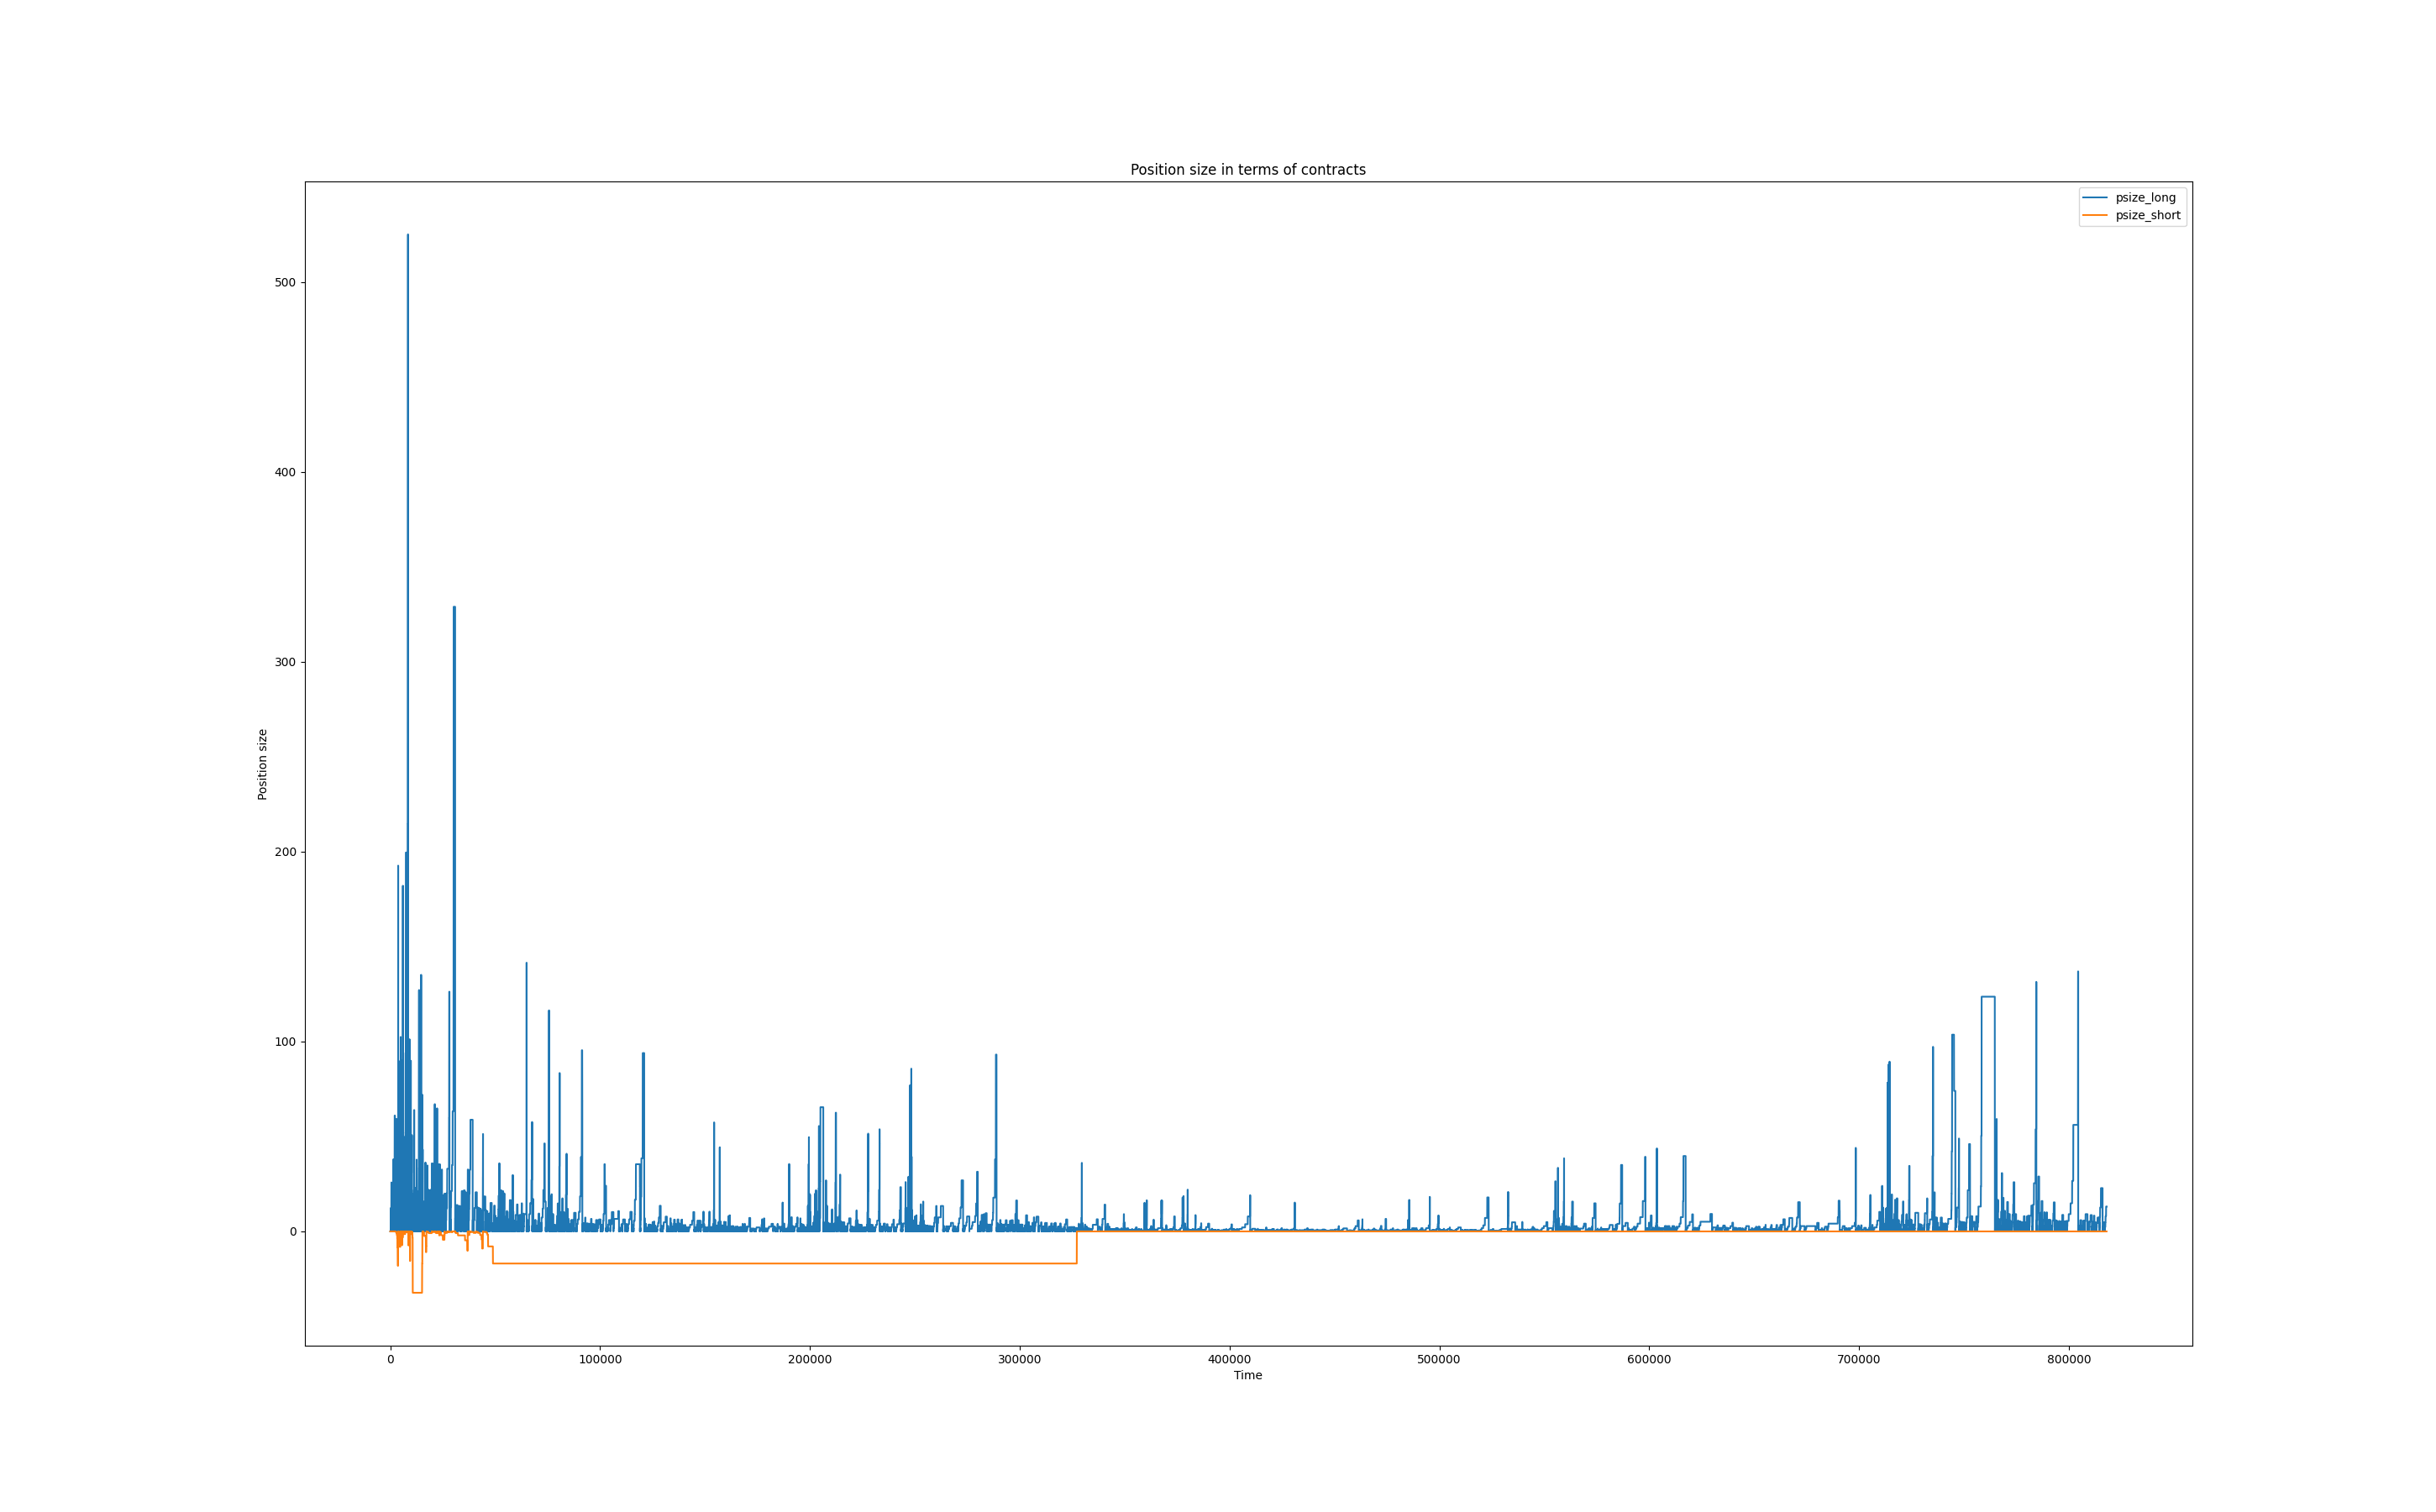 Position size in terms of contracts
psize_long
psize_short
500
400
300
200
100
0
Position size
0 100000 200000 300000 400000 500000 600000 700000 800000
Time